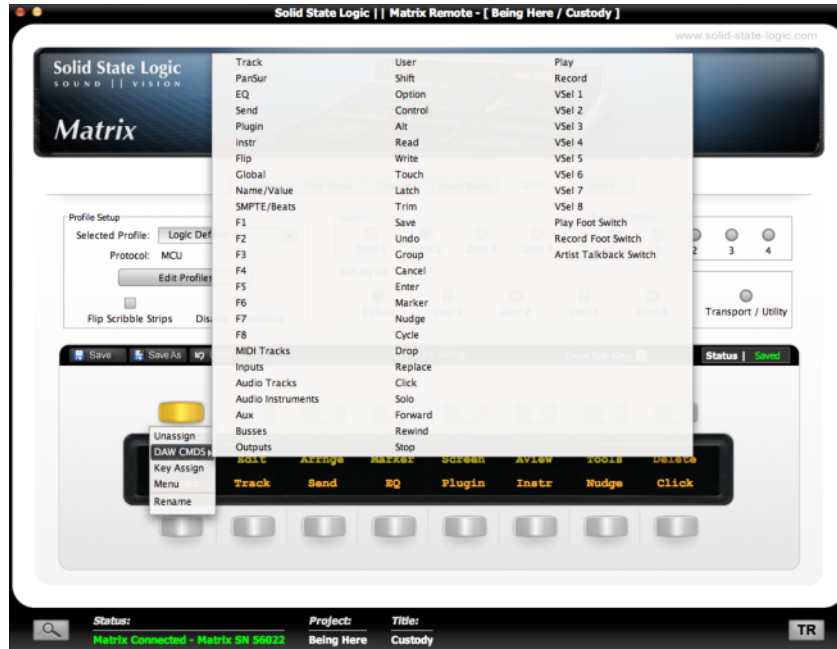 Solid State Logic || Matrix Remote - [ Being Here / Custody ]
www.solid-state-logic.com
Solid State Logic
SOUND || VISION
Matrix
Track User Play
PanSur Shift Record
EQ Option VSel 1
Send Control VSel 2
Plugin Alt VSel 3
Instr Read VSel 4
Flip Write VSel 5
Global Touch VSel 6
Name/Value Latch VSel 7
SMPTE/Beats Trim VSel 8
F1 Save Play Foot Switch
F2 Undo Record Foot Switch
F3 Group Artist Talkback Switch
F4 Cancel
F5 Enter
F6 Marker
F7 Nudge
F8 Cycle
MIDI Tracks Drop
Inputs Replace
Audio Tracks Click
Audio Instruments Solo
Aux Forward
Busses Rewind
Outputs Stop
Profile Setup
Selected Profile: Logic Def
Protocol: MCU
2 3 4
Edit Profiles
Flip Scribble Strips Dis
Transport / Utility
Save Save As Status | Saved
Unassign
DAW CMDS
Key Assign
Menu
Rename
Edit Arrnge Marker Screen Aview Tools Delete
Track Send EQ Plugin Instr Nudge Click
Status: Project: Title:
Matrix Connected - Matrix SN 56022 Being Here Custody
TR